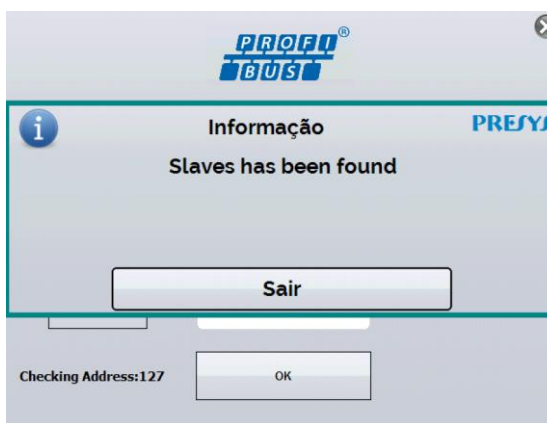 PROFI®
BUS
Informação
PRESYS
Slaves has been found
Sair
Checking Address:127
OK